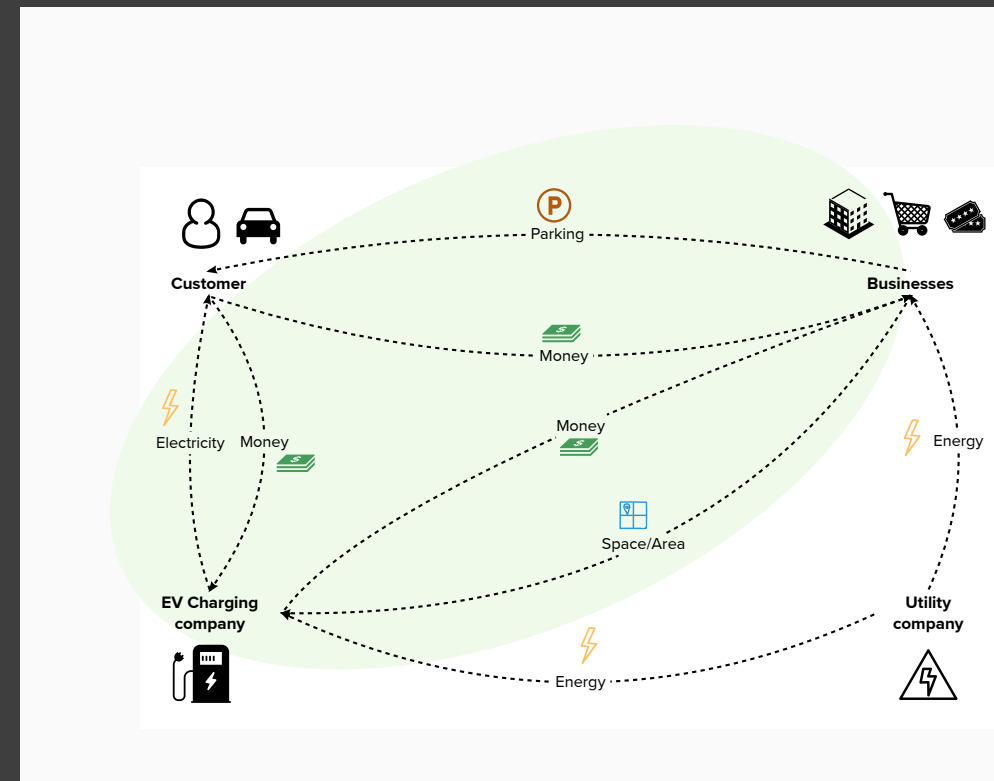 P
Parking
Customer
Businesses
$
Money
Money
$
Electricity
Money
$
Energy
Space/Area
EV Charging
company
Utility
company
Energy